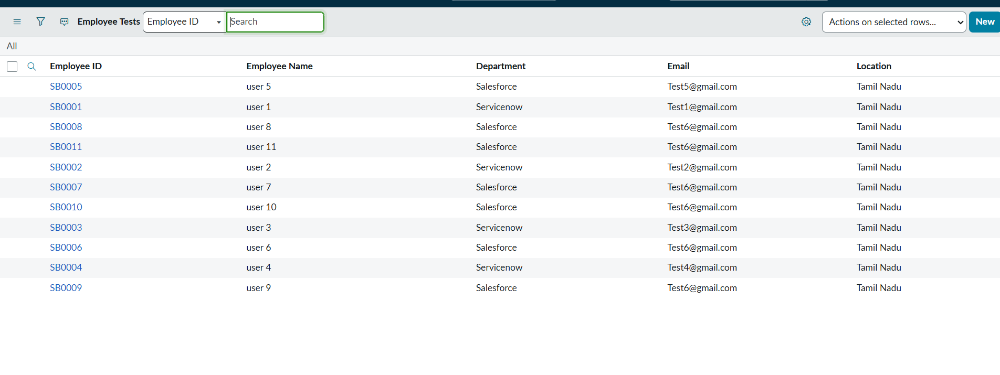 Employee Tests Employee ID Search Actions on selected rows... New
All
Employee ID Employee Name Department Email Location
SB0005 user 5 Salesforce Test5@gmail.com Tamil Nadu
SB0001 user 1 Servicenow Test1@gmail.com Tamil Nadu
SB0008 user 8 Salesforce Test6@gmail.com Tamil Nadu
SB0011 user 11 Salesforce Test6@gmail.com Tamil Nadu
SB0002 user 2 Servicenow Test2@gmail.com Tamil Nadu
SB0007 user 7 Salesforce Test6@gmail.com Tamil Nadu
SB0010 user 10 Salesforce Test6@gmail.com Tamil Nadu
SB0003 user 3 Servicenow Test3@gmail.com Tamil Nadu
SB0006 user 6 Salesforce Test6@gmail.com Tamil Nadu
SB0004 user 4 Servicenow Test4@gmail.com Tamil Nadu
SB0009 user 9 Salesforce Test6@gmail.com Tamil Nadu